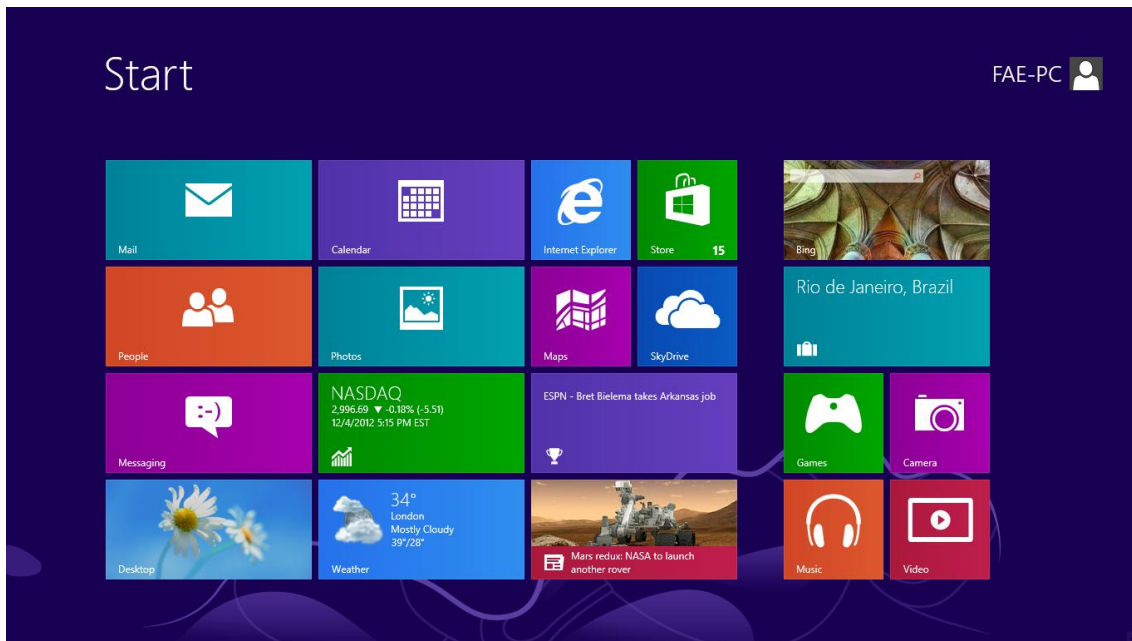 Start
FAE-PC
Mail
Calendar
Internet Explorer
Store
15
Bing
People
Photos
Maps
SkyDrive
Rio de Janeiro, Brazil
:-)
Messaging
NASDAQ
2,996.69 ▼ -0.18% (-5.51)
12/4/2012 5:15 PM EST
ESPN - Bret Bielema takes Arkansas job
Games
Camera
Desktop
34°
London
Mostly Cloudy
39°/28°
Weather
Mars redux: NASA to launch
another rover
Music
Video